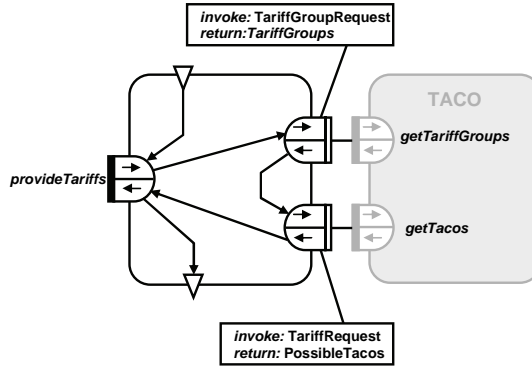 invoke: TariffGroupRequest
return:TariffGroups
TACO
getTariffGroups
provideTariffs
getTacos
invoke: TariffRequest
return: PossibleTacos